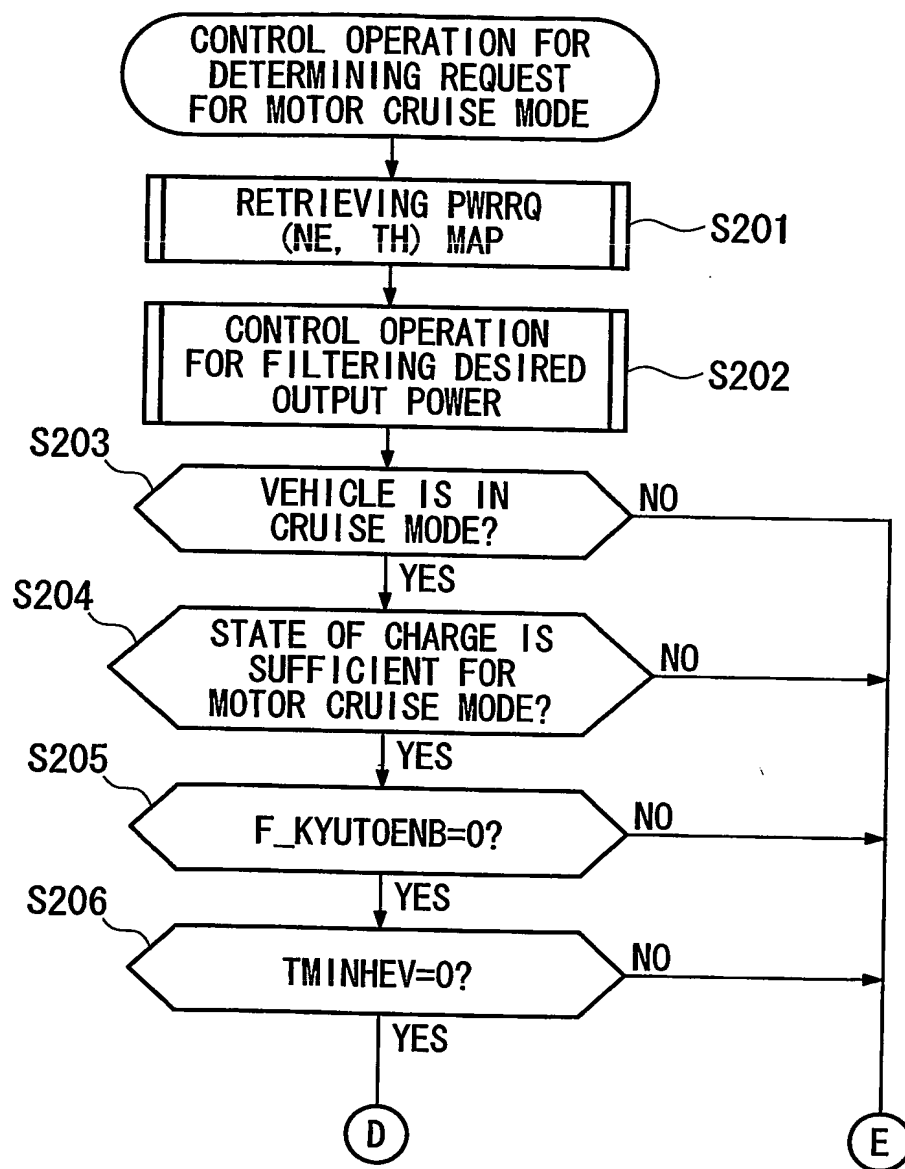 CONTROL OPERATION FOR
DETERMINING REQUEST
FOR MOTOR CRUISE MODE
RETRIEVING PWRRQ
(NE, TH) MAP
S201
CONTROL OPERATION
FOR FILTERING DESIRED
OUTPUT POWER
S202
S203
VEHICLE IS IN
CRUISE MODE?
NO
YES
S204
STATE OF CHARGE IS
SUFFICIENT FOR
MOTOR CRUISE MODE?
NO
YES
S205
F_KYUTOENB=0?
NO
YES
S206
TMINHEV=0?
NO
YES
D
E